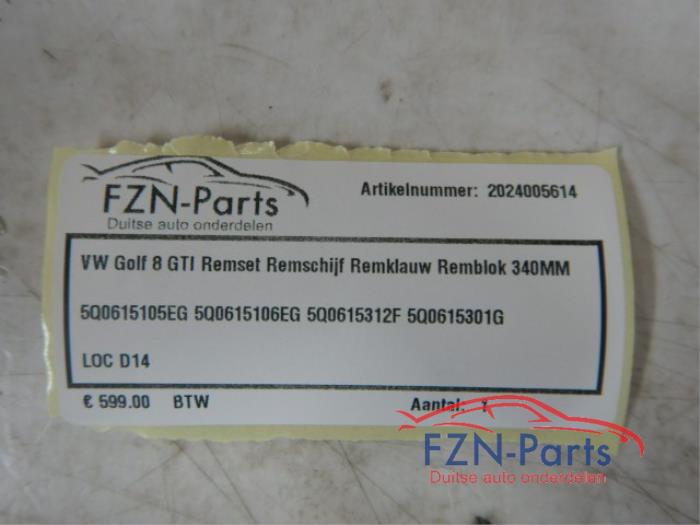 FZN-Parts
Duitse auto onderdelen
Artikelnummer: 2024005614
VW Golf 8 GTI Remset Remschijf Remklauw Remblok 340MM
5Q0615105EG 5Q0615106EG 5Q0615312F 5Q0615301G
LOC D14
€ 599.00 BTW
Aantal: 1
FZN-Parts
Duitse auto onderdelen